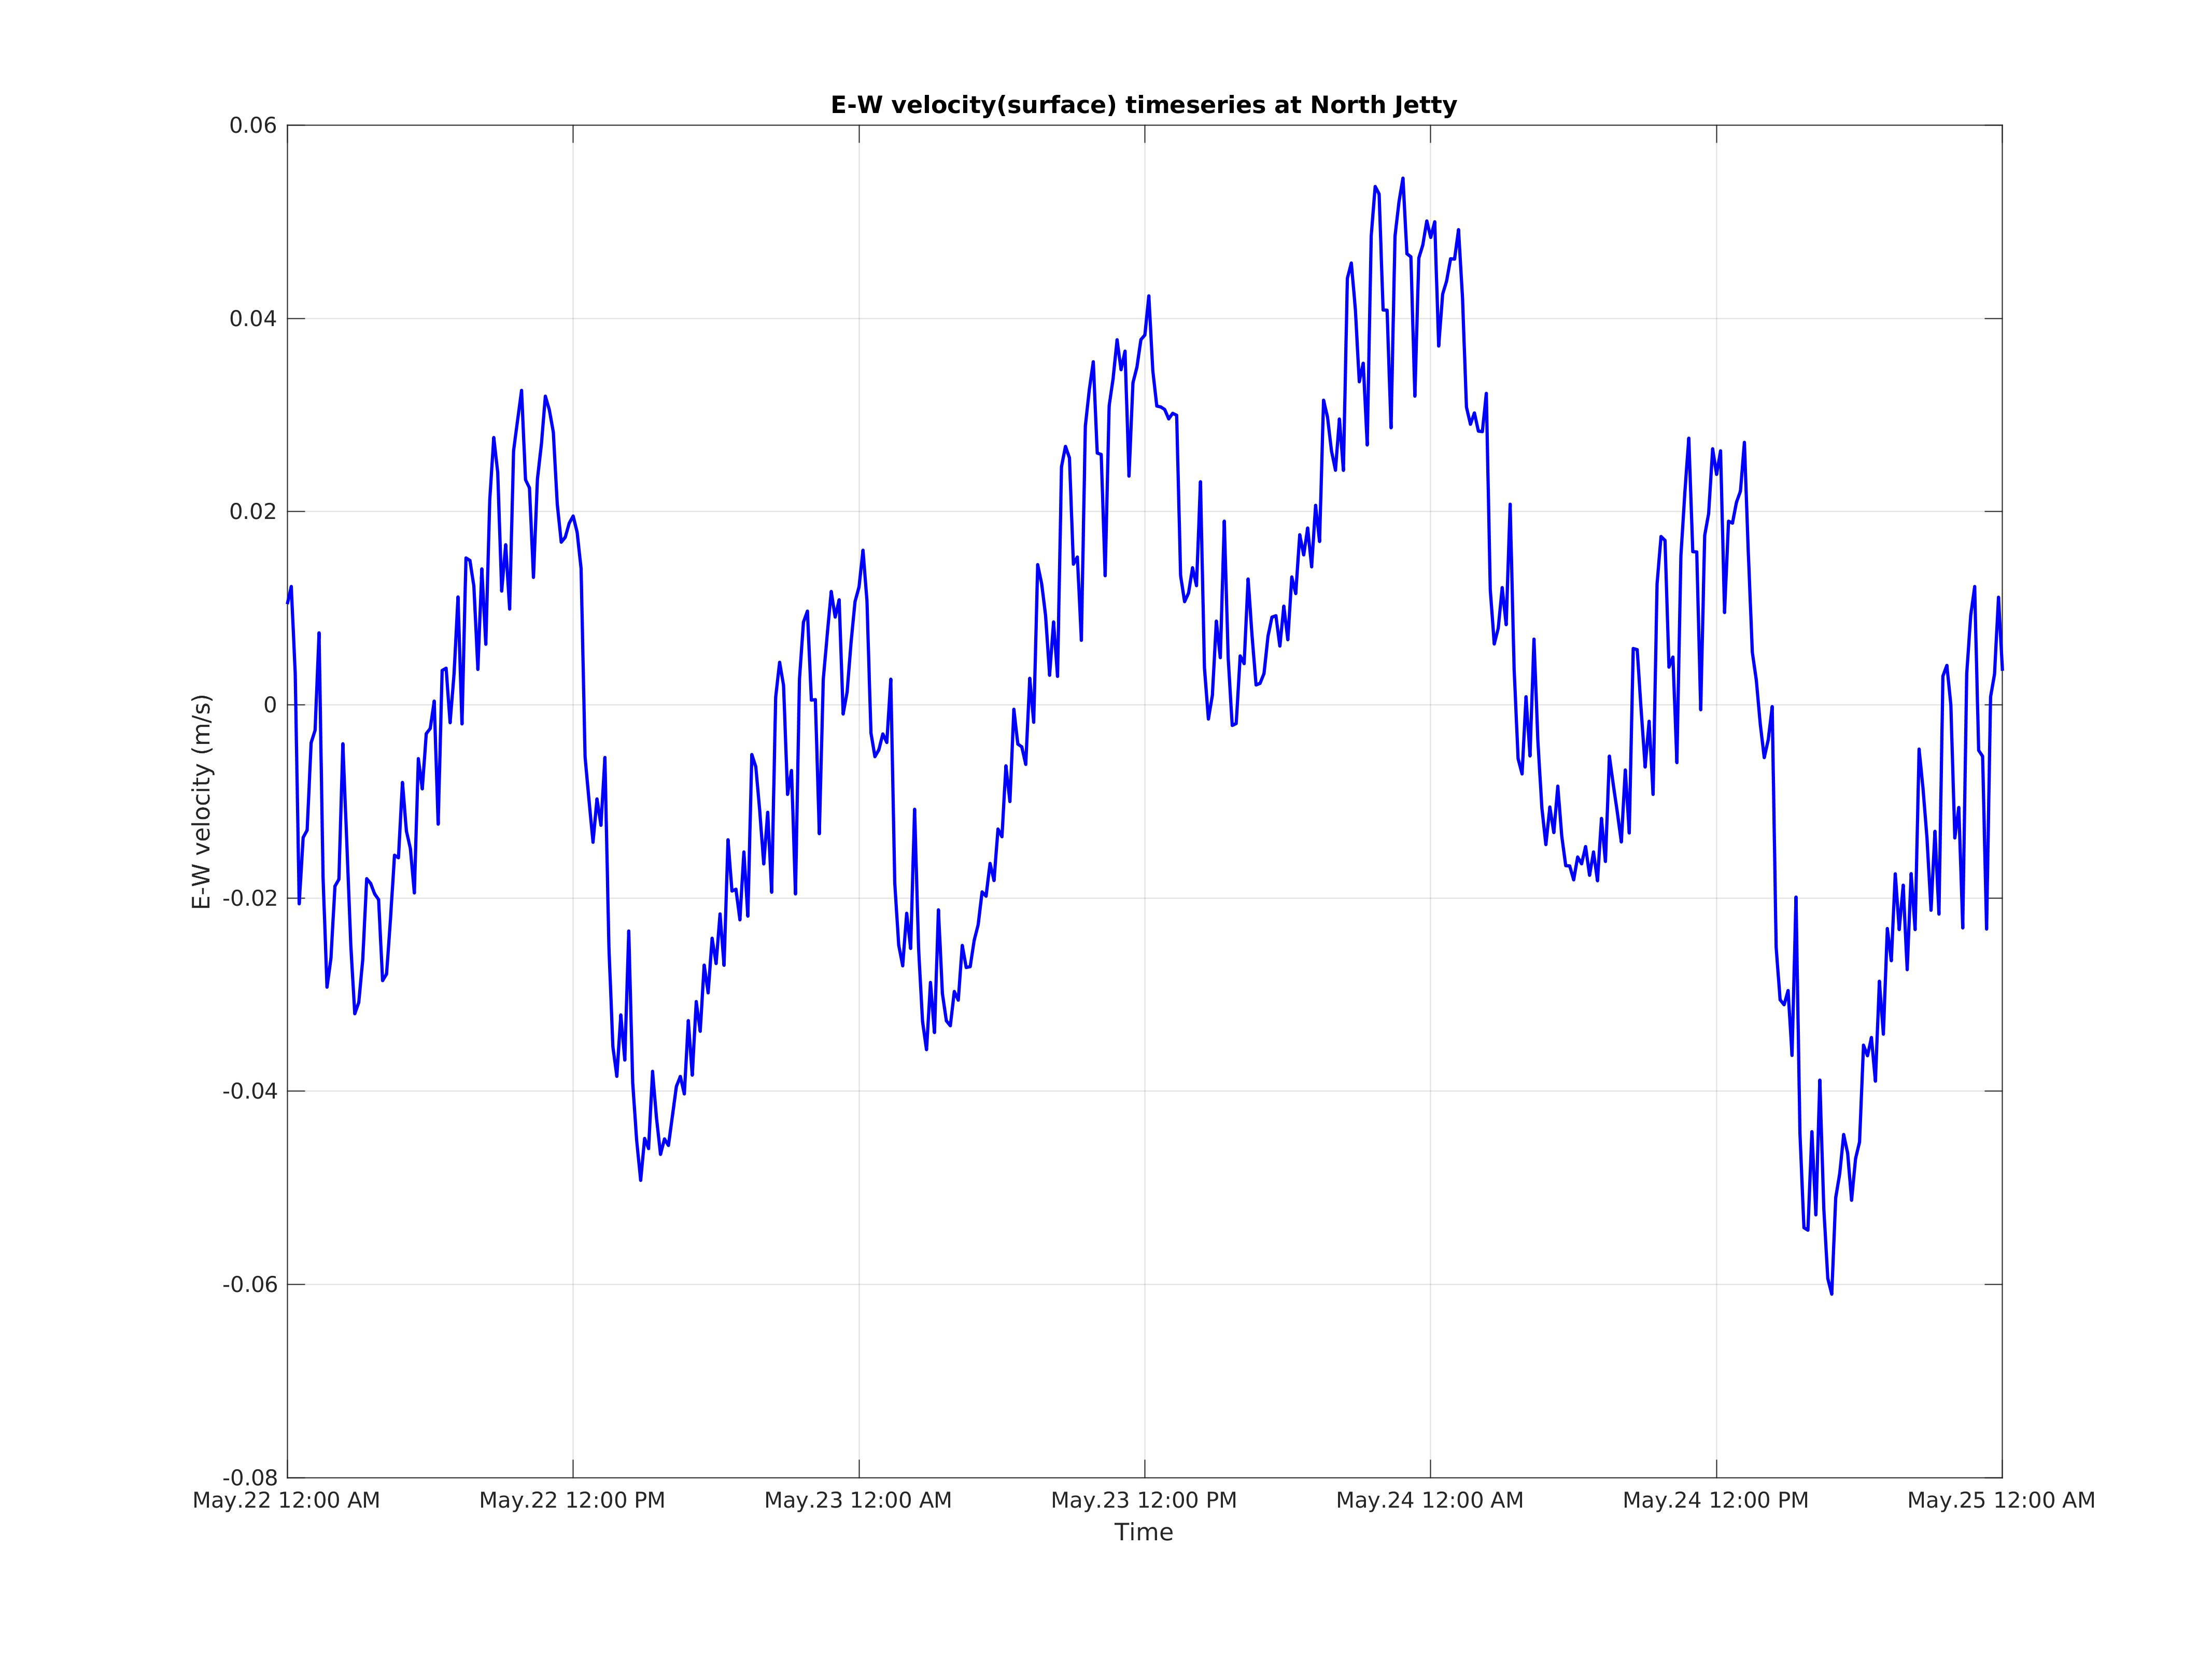 E-W velocity(surface) timeseries at North Jetty
0.06
0.04
0.02
0
-0.02
-0.04
-0.06
-0.08
E-W velocity (m/s)
May.22 12:00 AM May.22 12:00 PM May.23 12:00 AM May.23 12:00 PM May.24 12:00 AM May.24 12:00 PM May.25 12:00 AM
Time